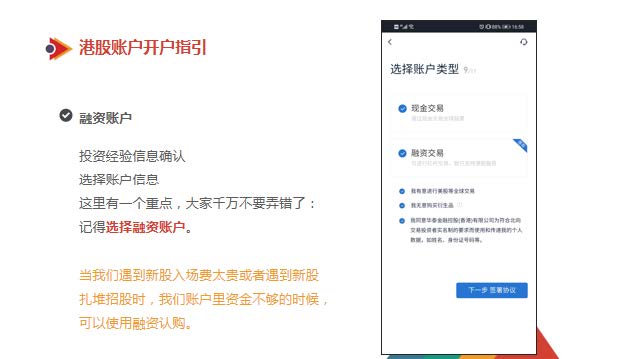 港股账户开户指引
融资账户
投资经验信息确认
选择账户信息
这里有一个重点，大家千万不要弄错了：
记得选择融资账户。
当我们遇到新股入场费太贵或者遇到新股
扎堆招股时，我们账户里资金不够的时候，
可以使用融资认购。
88% 16:58
选择账户类型 9/11
现金交易
融资交易
我有意进行美股等全球交易
我无意购买衍生品
我同意华泰金融控股(香港)有限公司为符合北向
交易投资者实名制的要求而使用和传递我的个人
数据，如姓名、身份证号码等。
下一步 签署协议